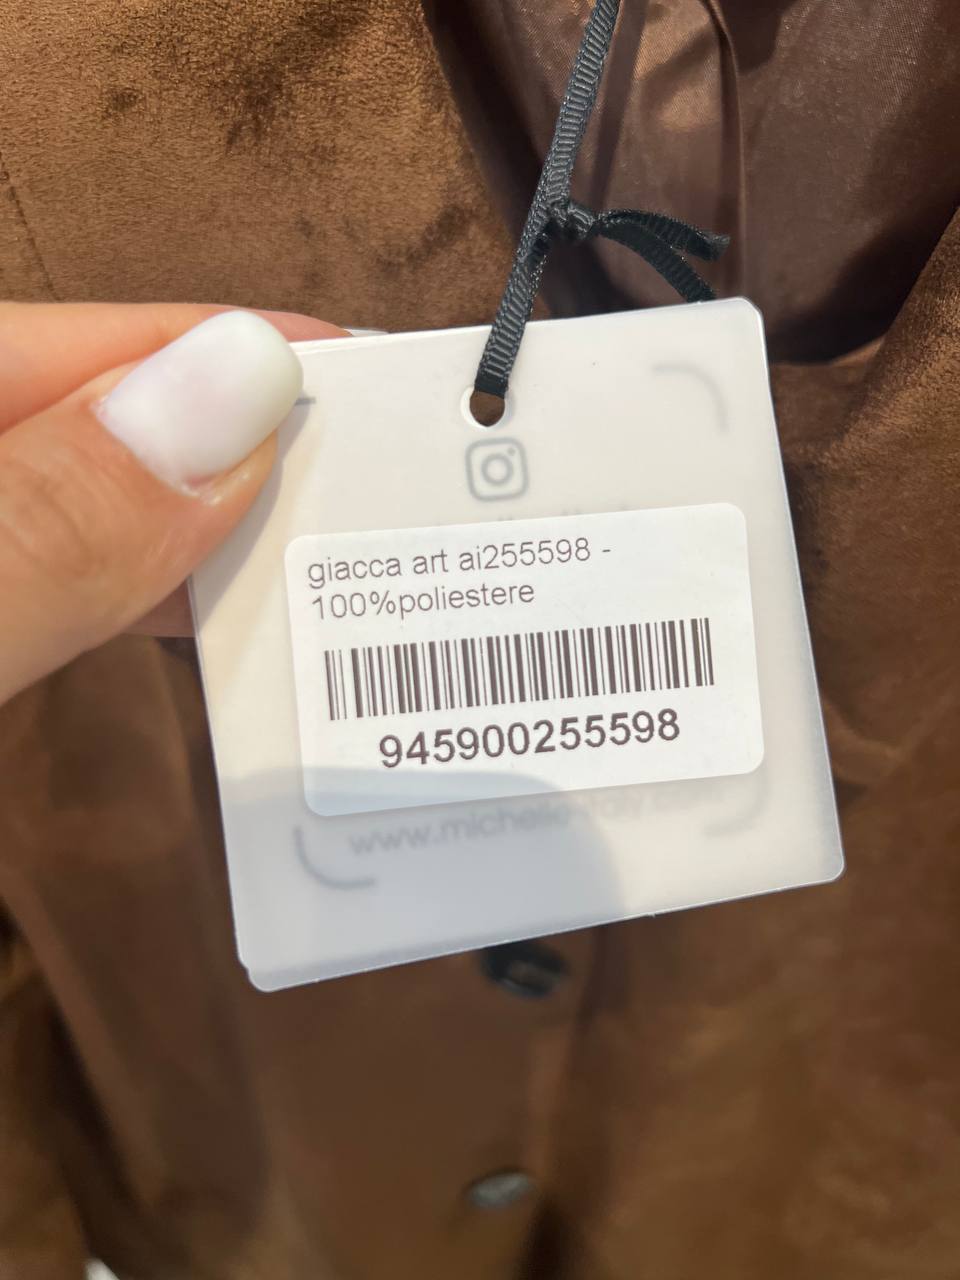 giacca art ai255598 -
100%poliestere
945900255598